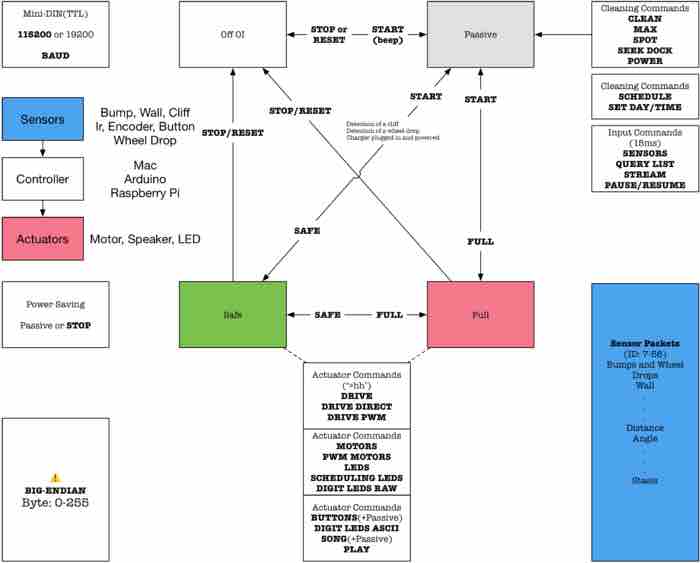 Mini-DIN(TTL)
115200 or 19200
BAUD
Off OI
STOP or
RESET
START
(beep)
Passive
Cleaning Commands
CLEAN
MAX
SPOT
SEEK DOCK
POWER
Cleaning Commands
SCHEDULE
SET DAY/TIME
Input Commands
(15ms)
SENSORS
QUERY LIST
STREAM
PAUSE/RESUME
Sensors
Bump, Wall, Cliff
Ir, Encoder, Button
Wheel Drop
Controller
Mac
Arduino
Raspberry Pi
Actuators
Motor, Speaker, LED
STOP/RESET
STOP/RESET
START
START
Detection of a cliff
Detection of a wheel drop
Charger plugged in and powered
SAFE
FULL
Power Saving
Passive or STOP
Safe
SAFE
FULL
Full
Sensor Packets
(ID: 7-58)
Bumps and Wheel
Drops
Wall
.
.
.
Distance
Angle
.
.
.
Stasis
Actuator Commands
(">hh")
DRIVE
DRIVE DIRECT
DRIVE PWM
Actuator Commands
MOTORS
PWM MOTORS
LEDS
SCHEDULING LEDS
DIGIT LEDS RAW
Actuator Commands
BUTTONS(+Passive)
DIGIT LEDS ASCII
SONG(+Passive)
PLAY
BIG-ENDIAN
Byte: 0-255